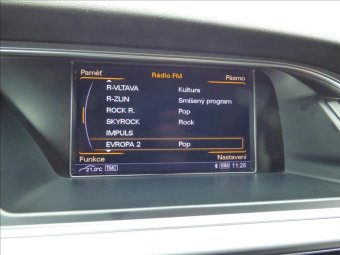 Paměť Rádio FM Pásmo
R-VLTAVA Kultura
R-ZLIN Smíšený program
ROCK R. Pop
SKYROCK Rock
IMPULS
EVROPA 2 Pop
Funkce Nastavení
21,0°C TMC 11:25